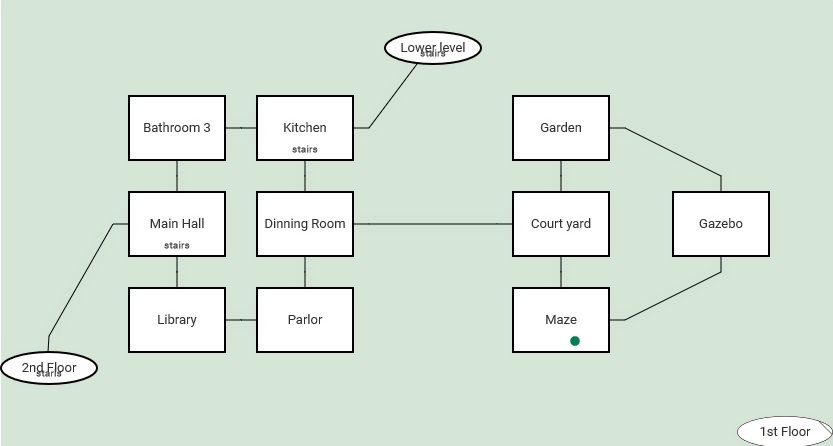 Lower level
stairs
Bathroom 3
Kitchen
stairs
Garden
Main Hall
stairs
Dinning Room
Court yard
Gazebo
Library
Parlor
Maze
2nd Floor
stairs
1st Floor